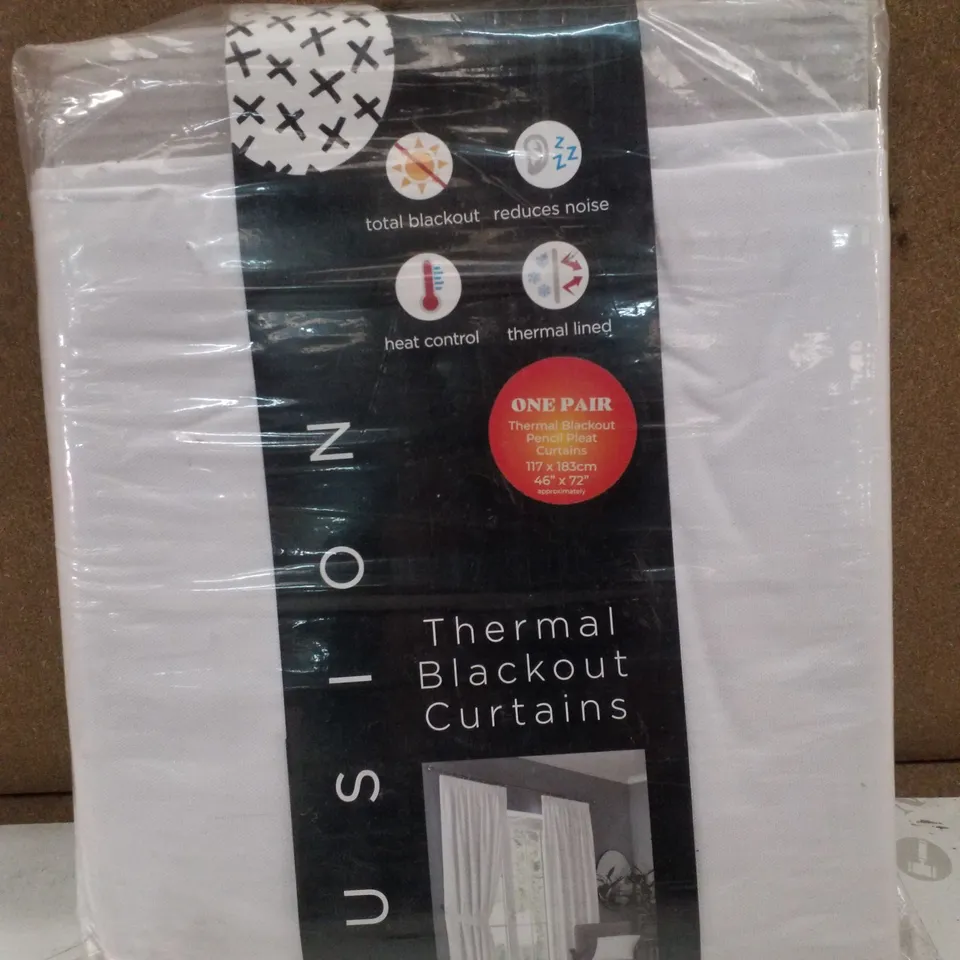 total blackout
reduces noise
heat control
thermal lined
ONE PAIR
Thermal Blackout
Pencil Pleat
Curtains
117 x 183cm
46" x 72"
approximately
USION
Thermal
Blackout
Curtains